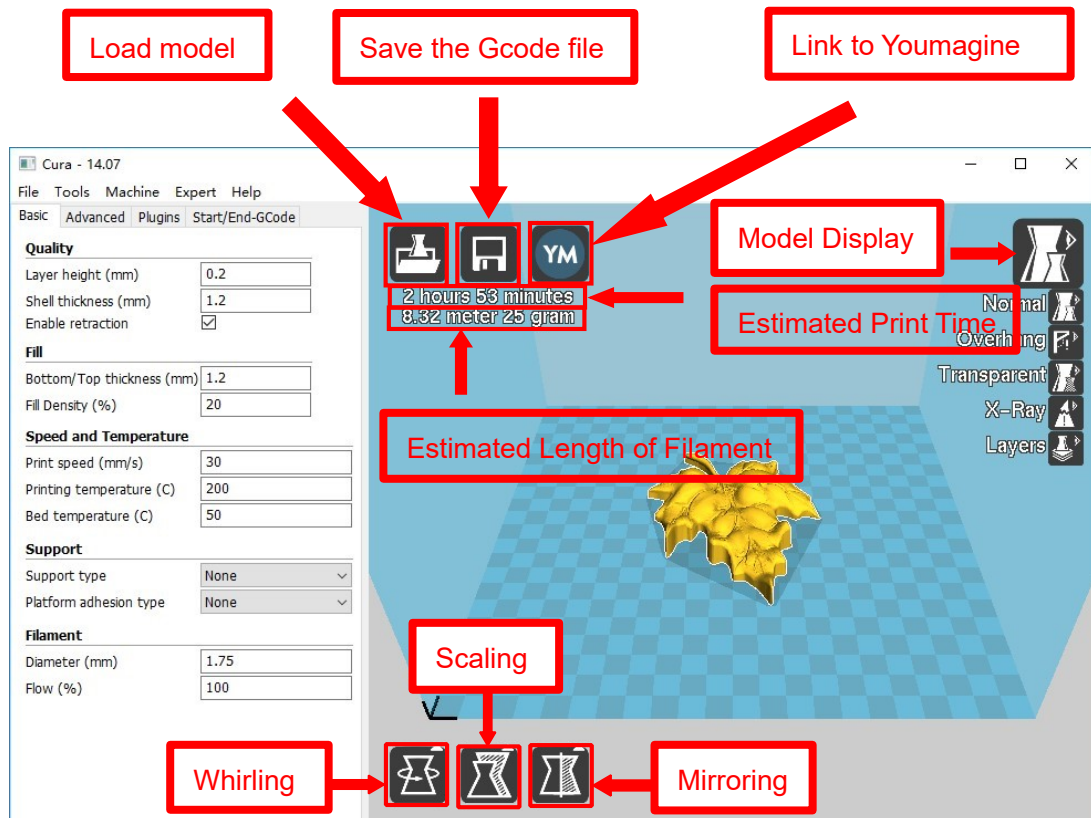 Load model
Save the Gcode file
Link to Youmagine
Cura - 14.07
File Tools Machine Expert Help
Basic Advanced Plugins Start/End-GCode
Quality
Layer height (mm) 0.2
Shell thickness (mm) 1.2
Enable retraction
Fill
Bottom/Top thickness (mm) 1.2
Fill Density (%) 20
Speed and Temperature
Print speed (mm/s) 30
Printing temperature (C) 200
Bed temperature (C) 50
Support
Support type None
Platform adhesion type None
Filament
Diameter (mm) 1.75
Flow (%) 100
YM
2 hours 53 minutes
8.32 meter 25 gram
Model Display
Estimated Print Time
Normal
Overhang
Transparent
X-Ray
Layers
Estimated Length of Filament
Scaling
Whirling
Mirroring